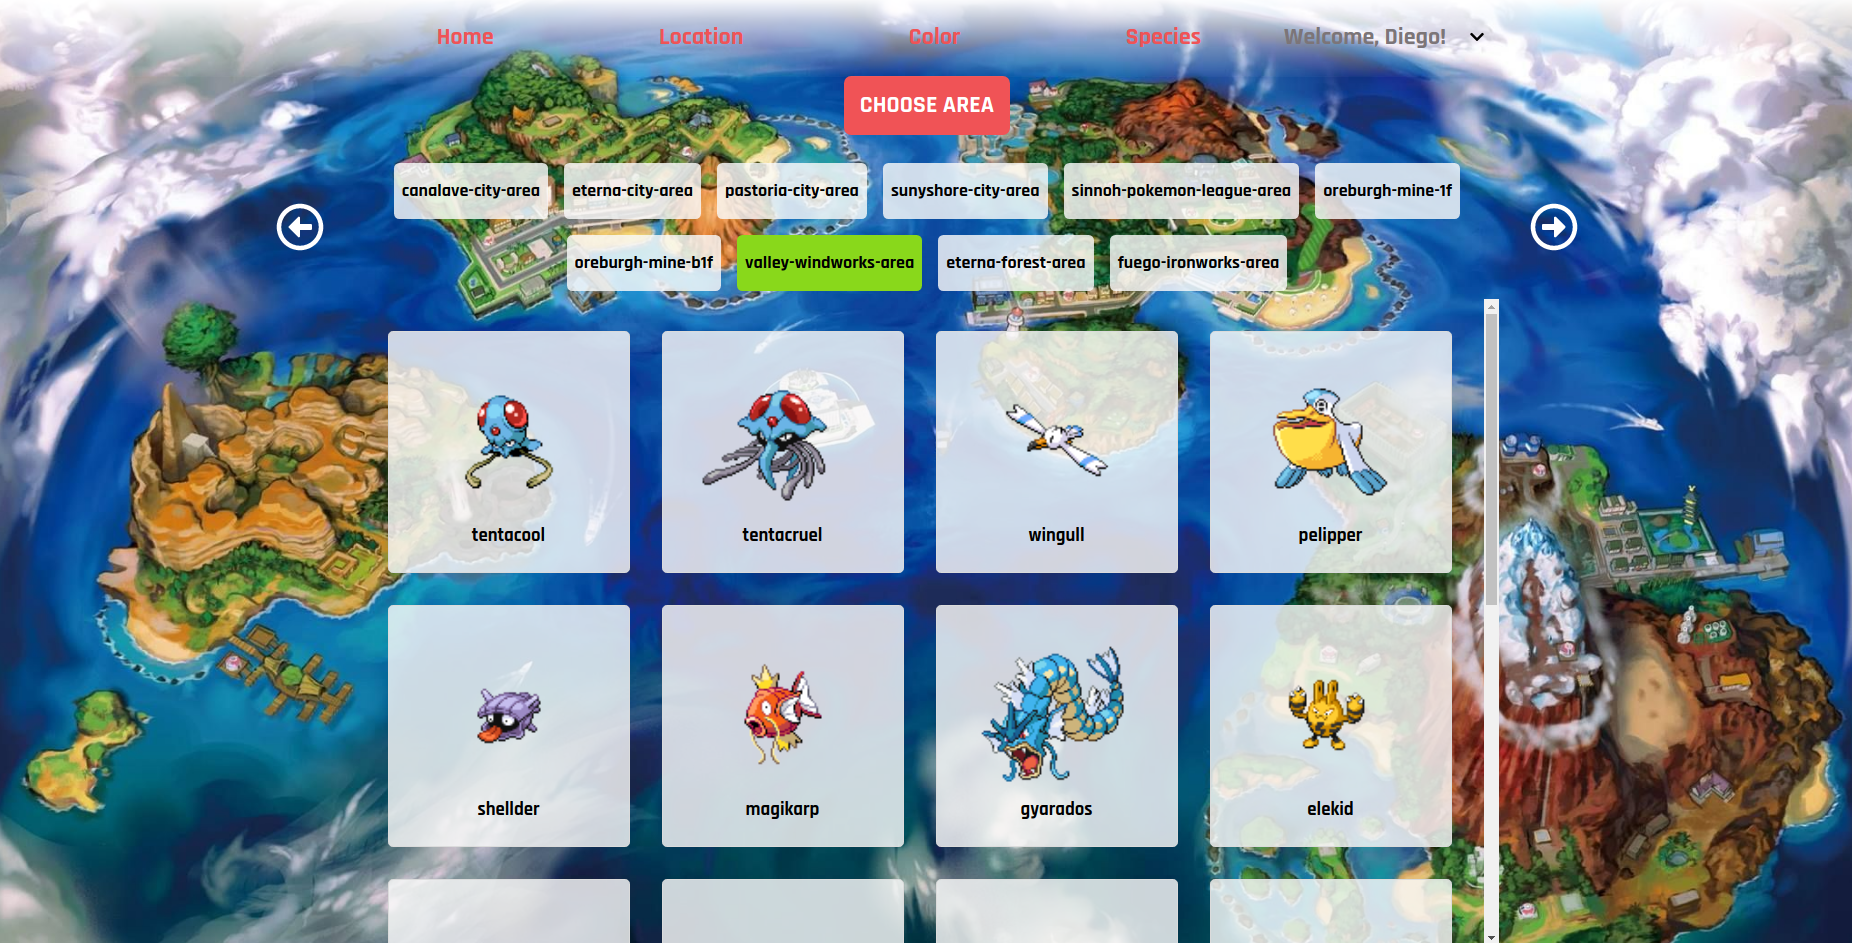 Home Location Color Species Welcome, Diego!
CHOOSE AREA
canalave-city-area eterna-city-area pastoria-city-area sunyshore-city-area sinnoh-pokemon-league-area oreburgh-mine-1f
oreburgh-mine-b1f valley-windworks-area eterna-forest-area fuego-ironworks-area
tentacool tentacruel wingull pelipper
shellder magikarp gyarados elekid